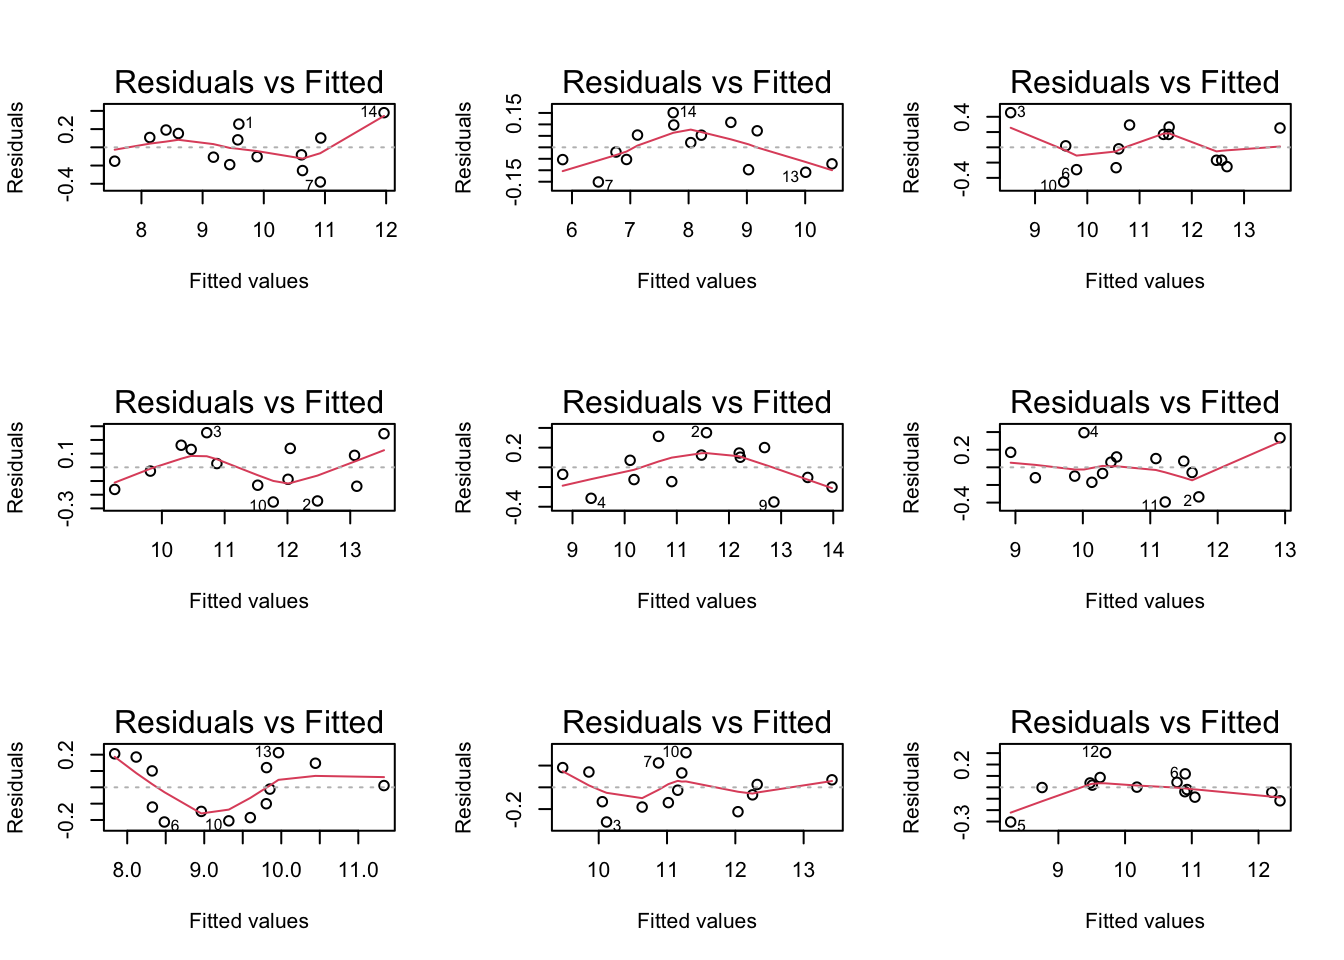 Residuals vs Fitted
Residuals
0.2
-0.4
1
7
14
8 9 10 11 12
Fitted values
Residuals vs Fitted
Residuals
0.15
-0.15
14
7
13
6 7 8 9 10
Fitted values
Residuals vs Fitted
Residuals
0.4
-0.4
3
6
10
9 10 11 12 13
Fitted values
Residuals vs Fitted
Residuals
0.1
-0.3
3
10
2
10 11 12 13
Fitted values
Residuals vs Fitted
Residuals
0.2
-0.4
2
4
9
9 10 11 12 13 14
Fitted values
Residuals vs Fitted
Residuals
0.2
-0.4
4
11
2
9 10 11 12 13
Fitted values
Residuals vs Fitted
Residuals
0.2
-0.2
13
6
10
8.0 9.0 10.0 11.0
Fitted values
Residuals vs Fitted
Residuals
-0.2
10
7
3
10 11 12 13
Fitted values
Residuals vs Fitted
Residuals
0.2
-0.3
12
6
5
9 10 11 12
Fitted values